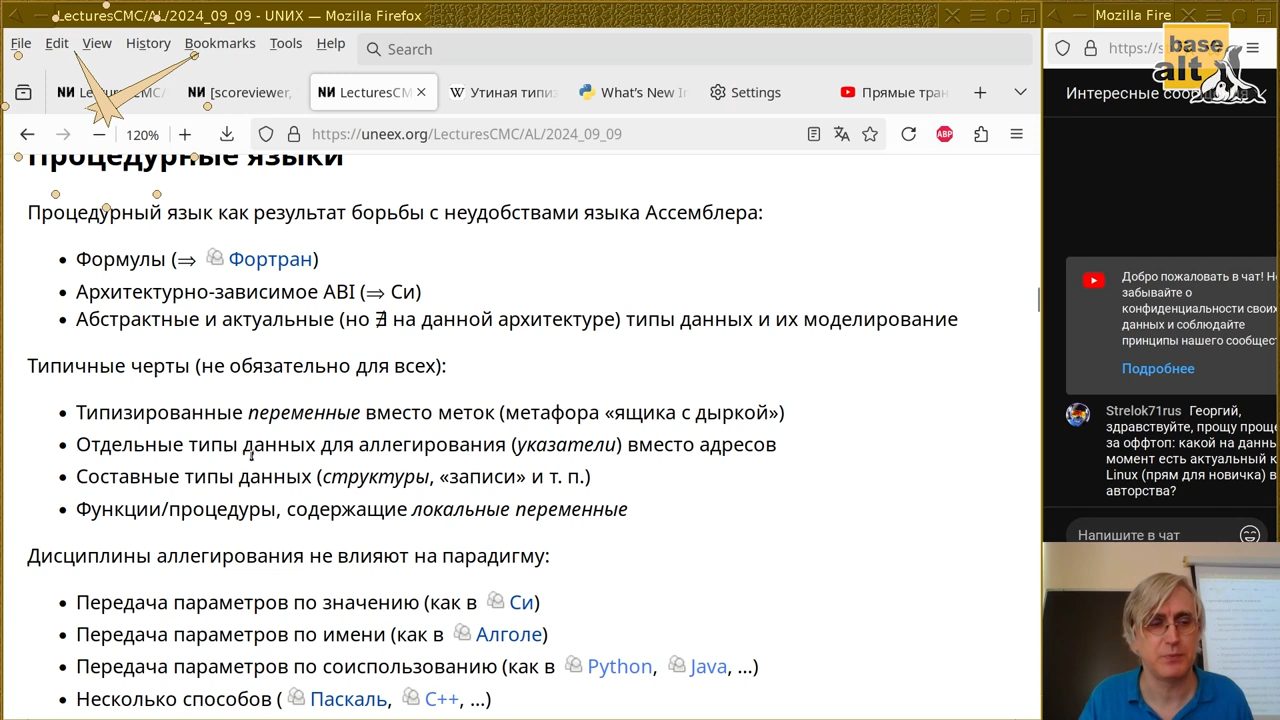 LecturesCMC/AL/2024_09_09 - UNИX — Mozilla Firefox
Mozilla Fire
File Edit View History Bookmarks Tools Help
Search
https://s
base
alt
NИ [scoreviewer,
NИ LecturesCM
W Утиная типи
What's New I
Settings
Прямые тран
Интересные сооб
120%
https://uneex.org/LecturesCMC/AL/2024_09_09
ABP
Процедурные языки
Процедурный язык как результат борьбы с неудобствами языка Ассемблера:
• Формулы (⇒ Фортран)
• Архитектурно-зависимое ABI (⇒ Си)
• Абстрактные и актуальные (но ∄ на данной архитектуре) типы данных и их моделирование
Типичные черты (не обязательно для всех):
• Типизированные переменные вместо меток (метафора «ящика с дыркой»)
• Отдельные типы данных для аллегирования (указатели) вместо адресов
• Составные типы данных (структуры, «записи» и т. п.)
• Функции/процедуры, содержащие локальные переменные
Дисциплины аллегирования не влияют на парадигму:
• Передача параметров по значению (как в Си)
• Передача параметров по имени (как в Алголе)
• Передача параметров по соиспользованию (как в Python, Java, ...)
• Несколько способов ( Паскаль, C++, ...)
Добро пожаловать в чат! Н
забывайте о
конфиденциальности своих
данных и соблюдайте
принципы нашего сообщест
Подробнее
Strelok71rus Георгий,
здравствуйте, прощу проще
за оффтоп: какой на данны
момент есть актуальный к
Linux (прям для новичка) в
авторства?
Напишите в чат